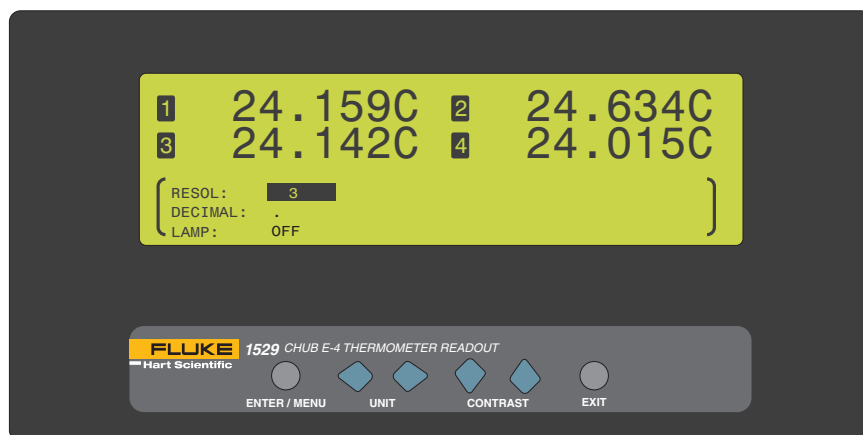 1 24.159C 2 24.634C
3 24.142C 4 24.015C
RESOL: 3
DECIMAL: .
LAMP: OFF
FLUKE 1529 CHUB E-4 THERMOMETER READOUT
Hart Scientific
ENTER / MENU UNIT CONTRAST EXIT